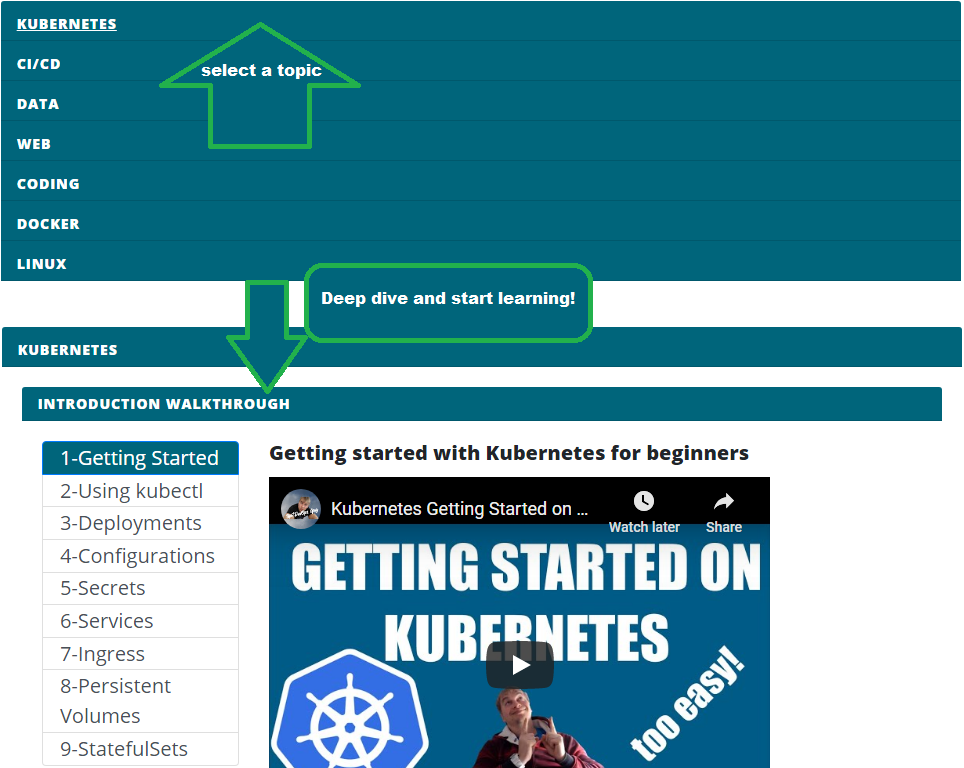 KUBERNETES
CI/CD
select a topic
DATA
WEB
CODING
DOCKER
LINUX
Deep dive and start learning!
KUBERNETES
INTRODUCTION WALKTHROUGH
1-Getting Started
2-Using kubectl
3-Deployments
4-Configurations
5-Secrets
6-Services
7-Ingress
8-Persistent
Volumes
9-StatefulSets
Getting started with Kubernetes for beginners
Kubernetes Getting Started on ...
Watch later
Share
GETTING STARTED ON
KUBERNETES
too easy!